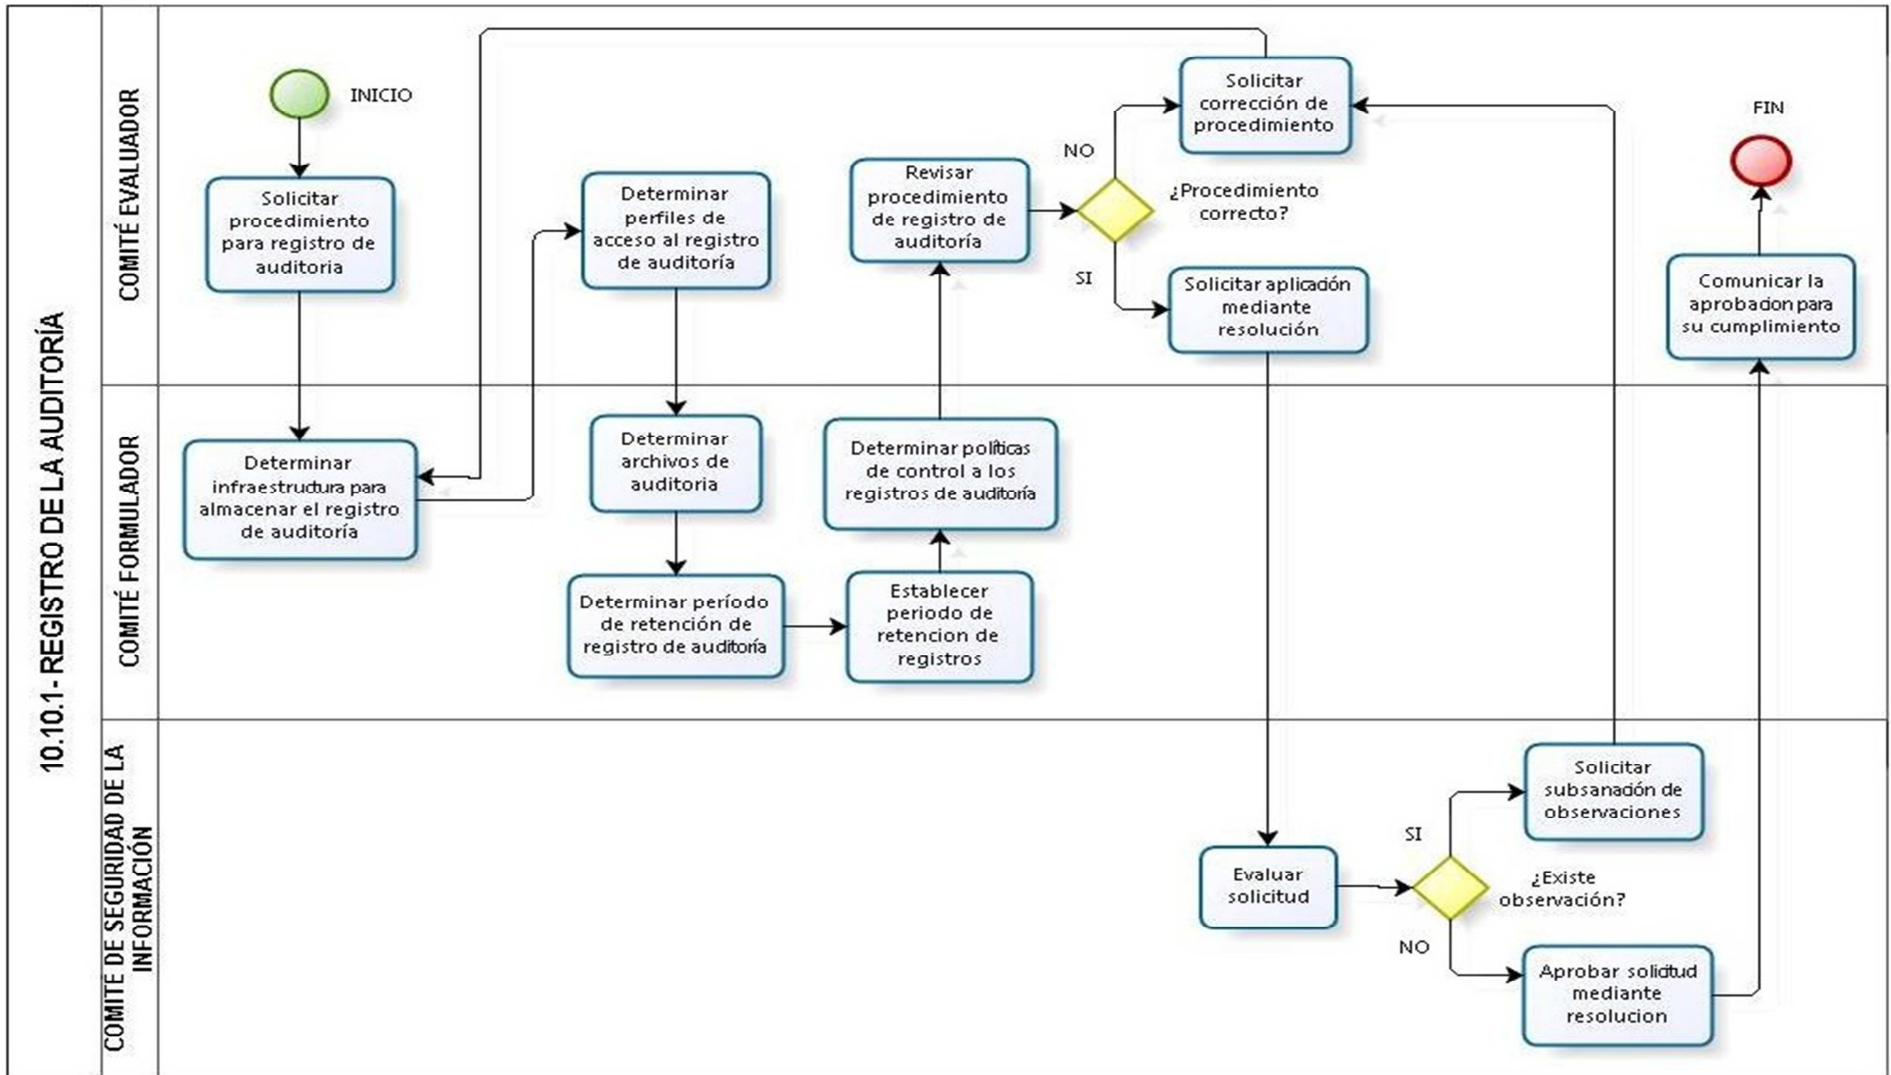 10.10.1- REGISTRO DE LA AUDITORÍA
COMITÉ EVALUADOR
INICIO
Solicitar
procedimiento
para registro de
auditoria
Determinar
perfiles de
acceso al registro
de auditoría
Revisar
procedimiento
de registro de
auditoría
NO
¿Procedimiento
correcto?
SI
Solicitar
corrección de
procedimiento
Solicitar aplicación
mediante
resolución
FIN
Comunicar la
aprobacion para
su cumplimiento
COMITÉ FORMULADOR
Determinar
infraestructura para
almacenar el registro
de auditoría
Determinar
archivos de
auditoria
Determinar período
de retención de
registro de auditoría
Establecer
periodo de
retencion de
registros
Determinar políticas
de control a los
registros de auditoría
COMITE DE SEGURIDAD DE LA
INFORMACIÓN
Evaluar
solicitud
SI
¿Existe
observación?
NO
Solicitar
subsanación de
observaciones
Aprobar solicitud
mediante
resolucion